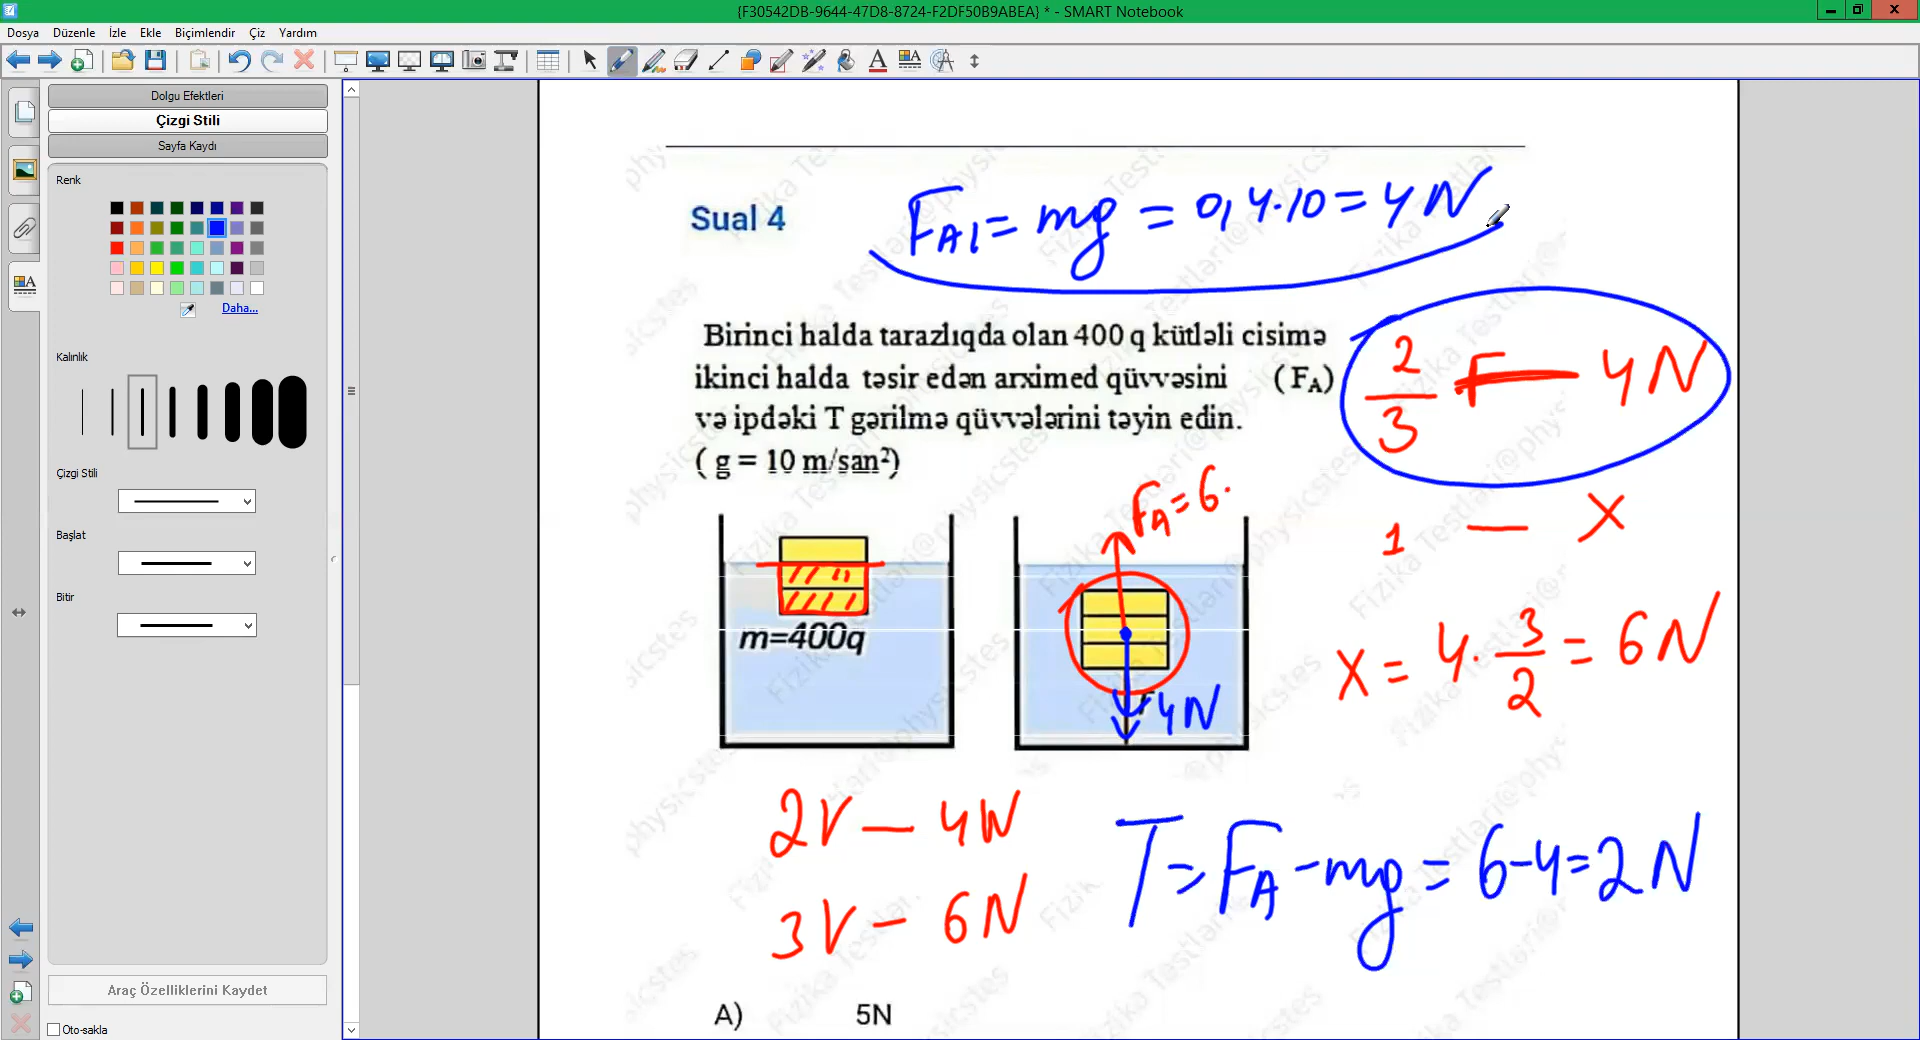 {F30542DB-9644-47D8-8724-F2DF50B9ABEA} * - SMART Notebook
Dosya Düzenle İzle Ekle Biçimlendir Çiz Yardım
Dolgu Efektleri
Çizgi Stili
Sayfa Kaydı
Renk
Daha...
Kalınlık
Çizgi Stili
Başlat
Bitir
Araç Özelliklerini Kaydet
Oto-sakla
Sual 4
FA1 = mg = 0,4·10 = 4N
Birinci halda tarazlıqda olan 400 q kütləli cisimə
ikinci halda təsir edən arximed qüvvəsini ( FA)
və ipdəki T gərilmə qüvvələrini təyin edin.
( g = 10 m/san²)
2/3 — 4N
1 — X
X = 4 · 3/2 = 6N
FA = 6.
m=400q
4N
2V — 4N
3V — 6N
T = FA - mg = 6 - 4 = 2N
A) 5N
Fizika Testləri@physicstes